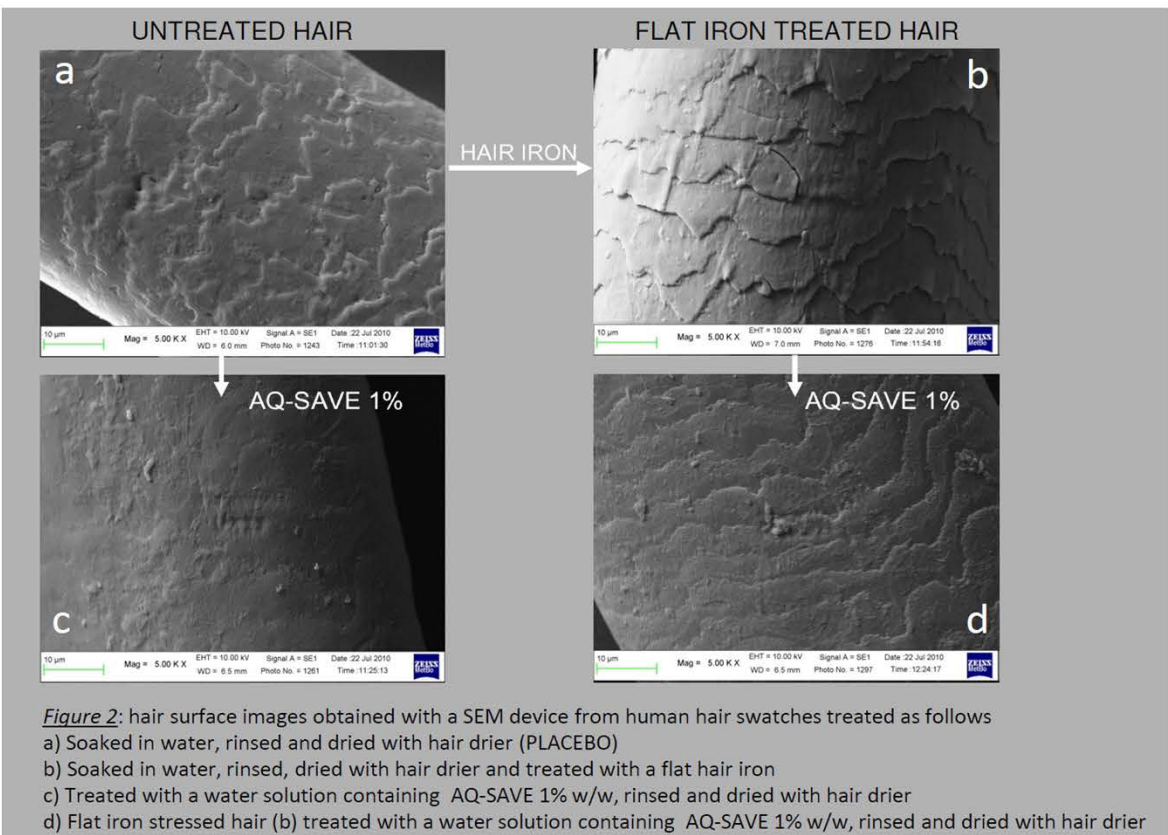 UNTREATED HAIR
FLAT IRON TREATED HAIR
a
b
HAIR IRON
10 µm
Mag = 5.00 K X
EHT = 10.00 kV
WD = 6.0 mm
Signal A = SE1
Photo No. = 1243
Date :22 Jul 2010
Time :11:01:30
ZEISS
MetBo
10 µm
Mag = 5.00 K X
EHT = 10.00 kV
WD = 7.0 mm
Signal A = SE1
Photo No. = 1276
Date :22 Jul 2010
Time :11:54:16
ZEISS
MetBo
AQ-SAVE 1%
AQ-SAVE 1%
c
d
10 µm
Mag = 5.00 K X
EHT = 10.00 kV
WD = 6.5 mm
Signal A = SE1
Photo No. = 1261
Date :22 Jul 2010
Time :11:25:13
ZEISS
MetBo
10 µm
Mag = 5.00 K X
EHT = 10.00 kV
WD = 6.5 mm
Signal A = SE1
Photo No. = 1297
Date :22 Jul 2010
Time :12:24:17
ZEISS
MetBo
Figure 2: hair surface images obtained with a SEM device from human hair swatches treated as follows
a) Soaked in water, rinsed and dried with hair drier (PLACEBO)
b) Soaked in water, rinsed, dried with hair drier and treated with a flat hair iron
c) Treated with a water solution containing AQ-SAVE 1% w/w, rinsed and dried with hair drier
d) Flat iron stressed hair (b) treated with a water solution containing AQ-SAVE 1% w/w, rinsed and dried with hair drier